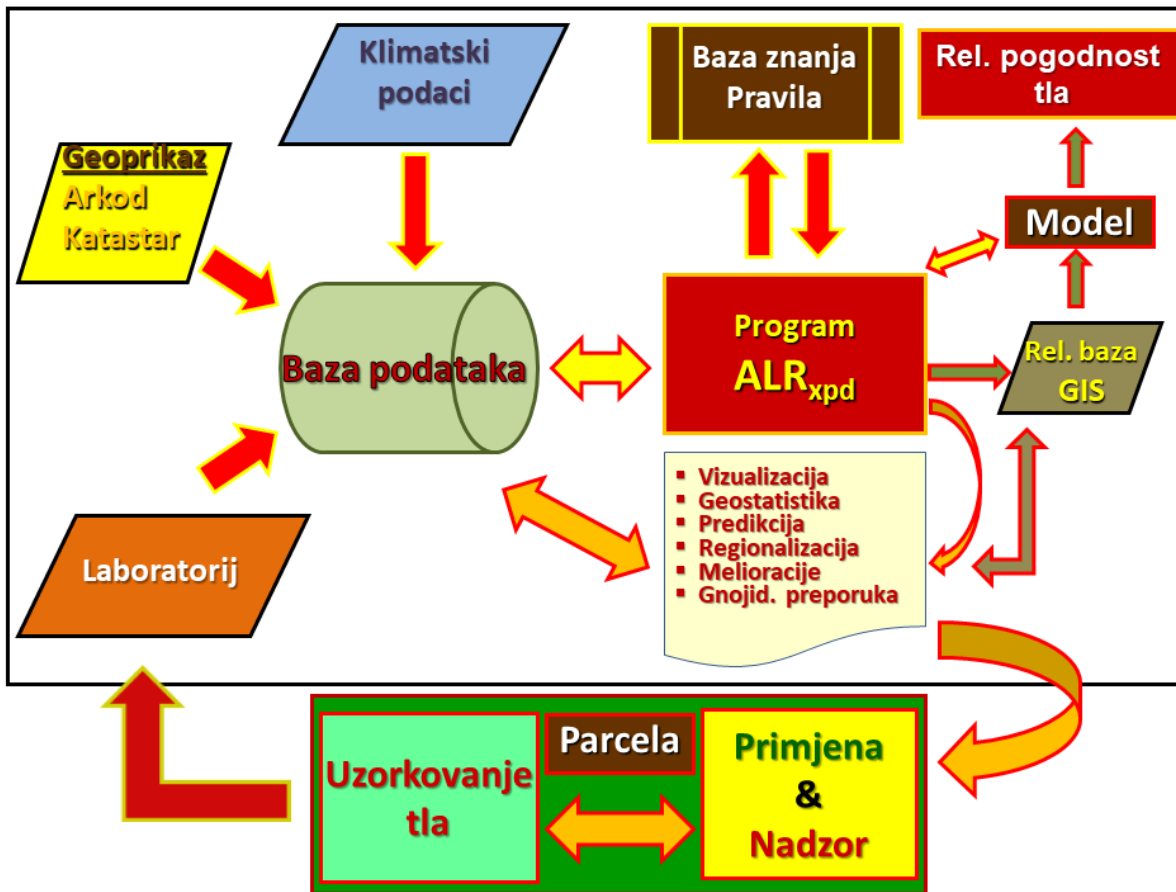 Klimatski
podaci
Baza znanja
Pravila
Rel. pogodnost
tla
Geoprikaz
Arkod
Katastar
Model
Baza podataka
Program
ALRxpd
Rel. baza
GIS
▪ Vizualizacija
▪ Geostatistika
▪ Predikcija
▪ Regionalizacija
▪ Melioracije
▪ Gnojid. preporuka
Laboratorij
Uzorkovanje
tla
Parcela
Primjena
&
Nadzor